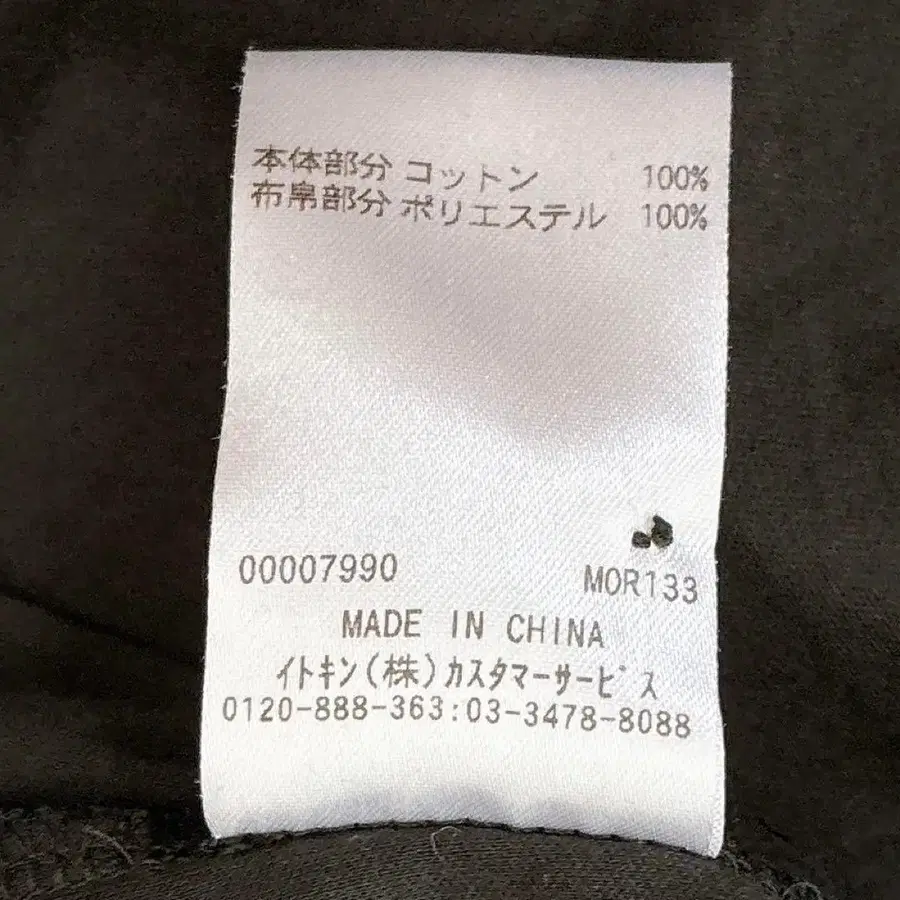 本体部分 コットン 100%
布帛部分 ポリエステル 100%
00007990 MOR133
MADE IN CHINA
イトキン(株)カスタマーサービス
0120-888-363:03-3478-8088